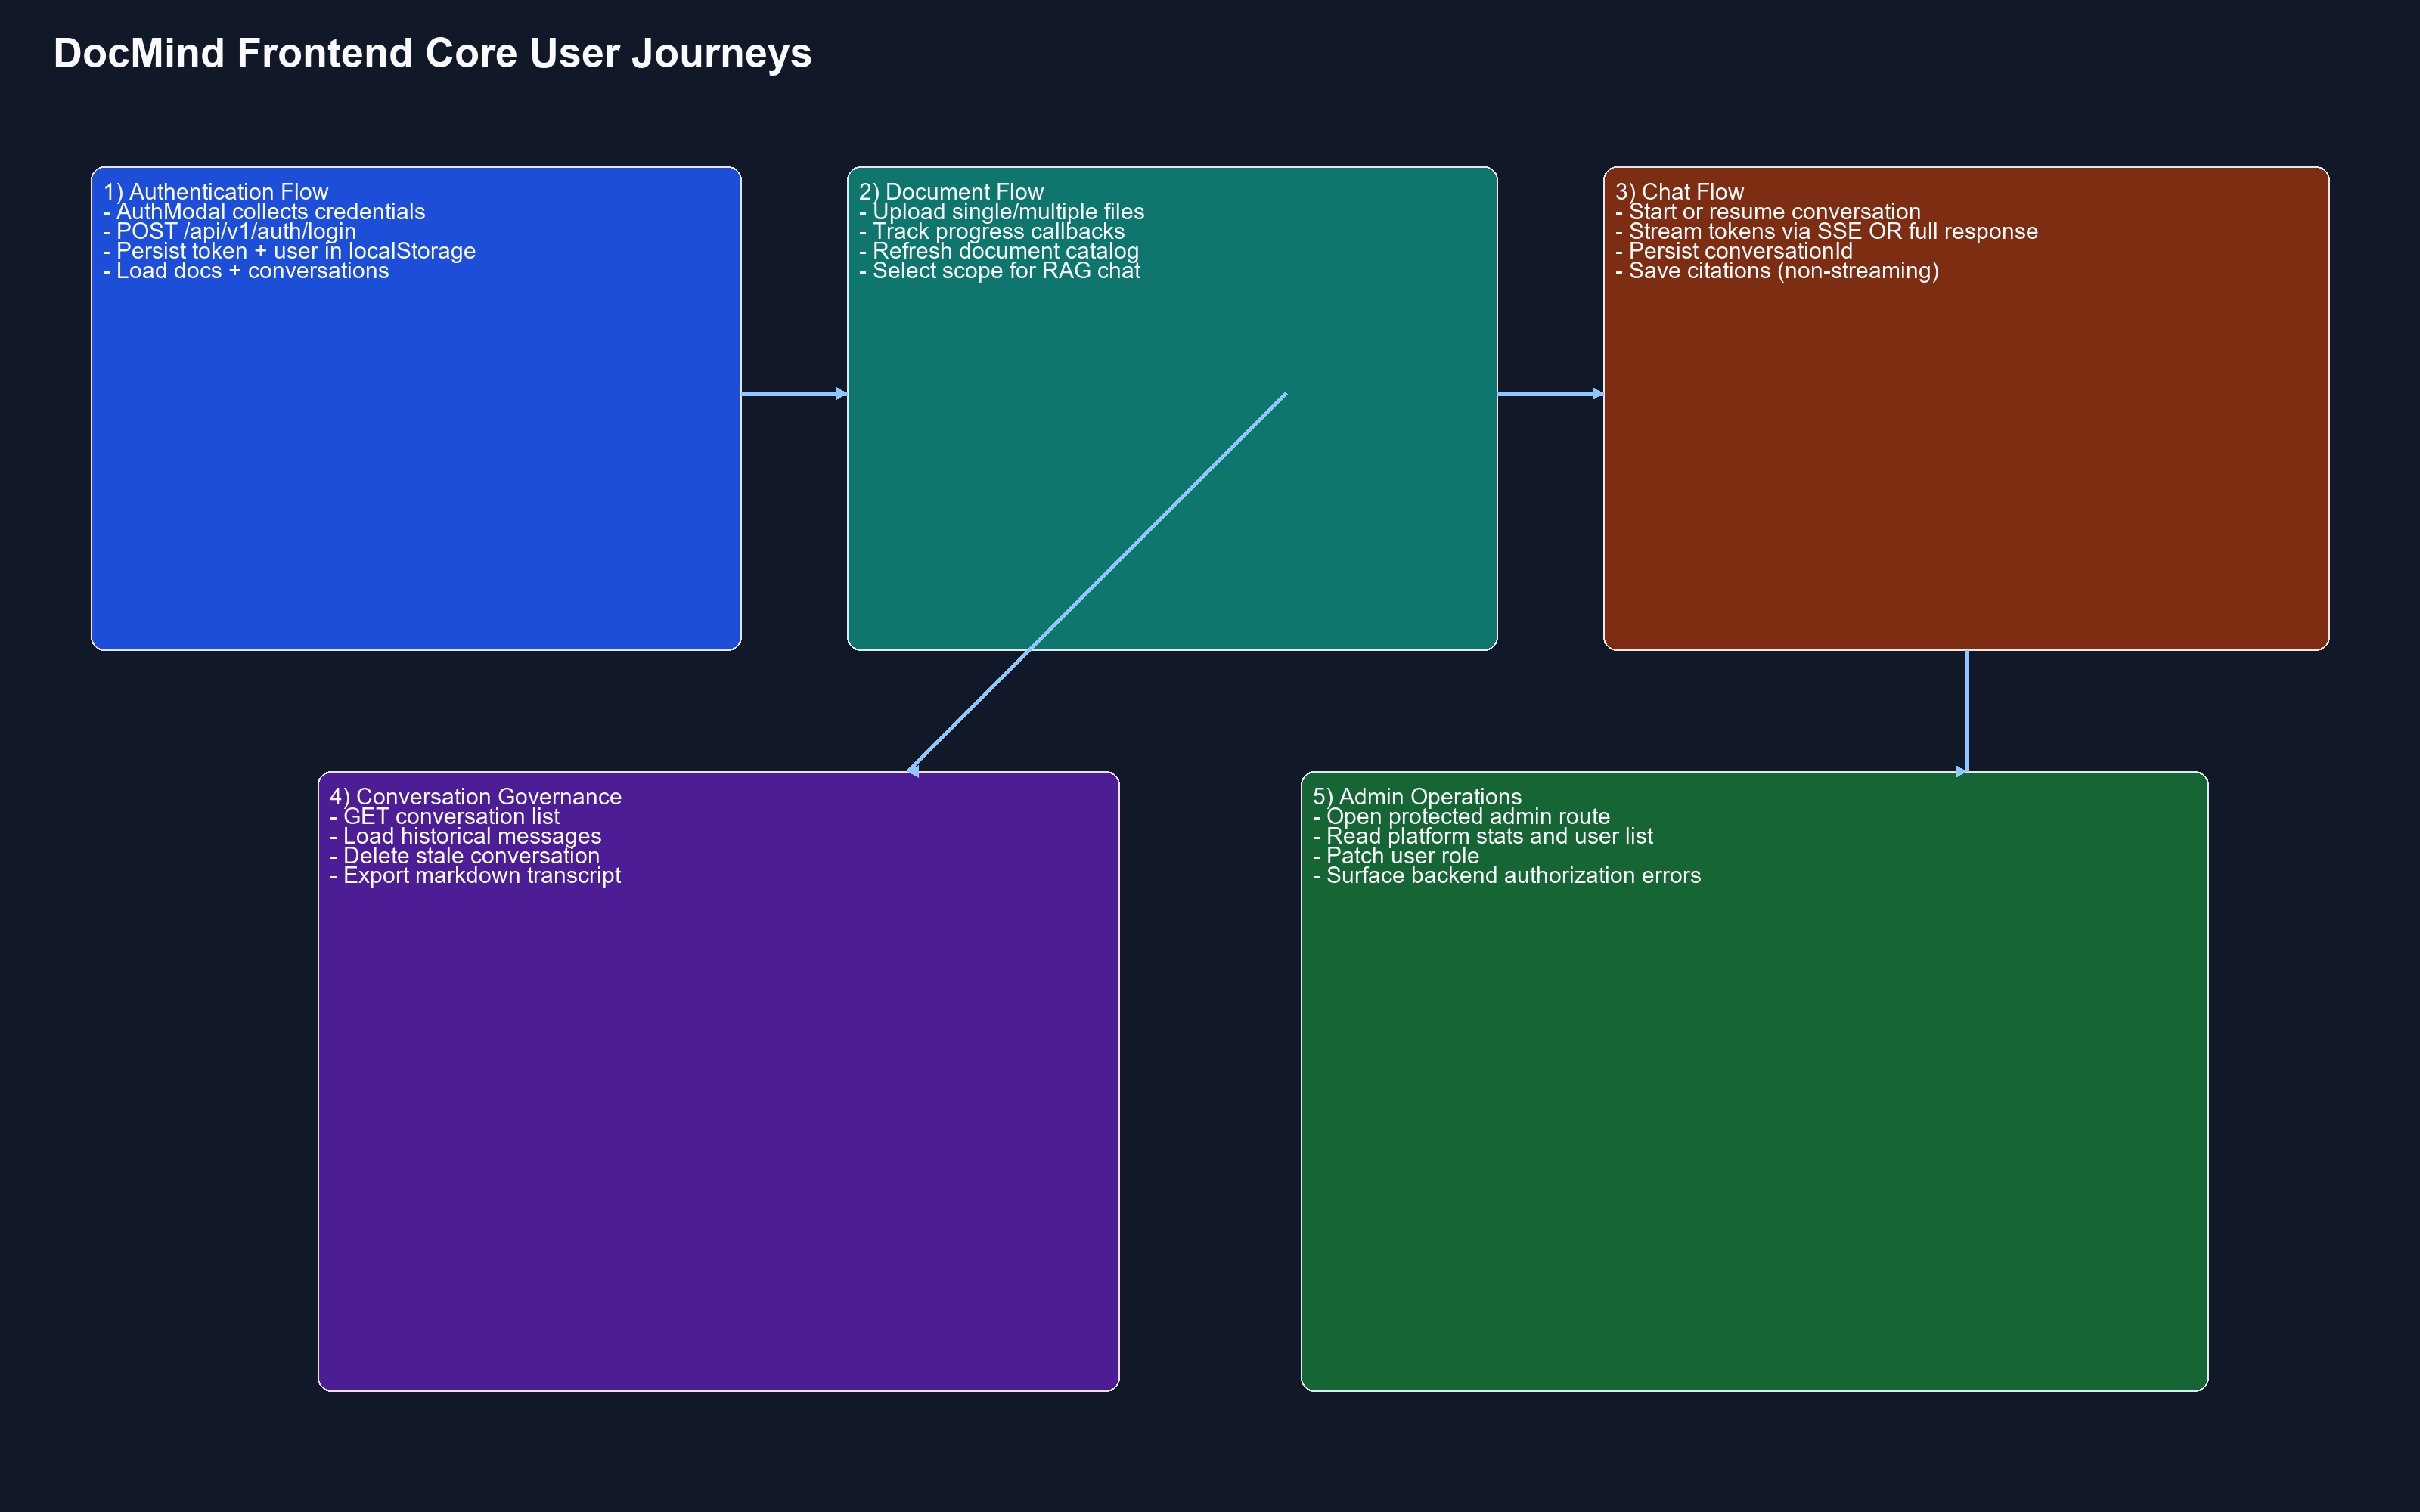 DocMind Frontend Core User Journeys
1) Authentication Flow
- AuthModal collects credentials
- POST /api/v1/auth/login
- Persist token + user in localStorage
- Load docs + conversations
2) Document Flow
- Upload single/multiple files
- Track progress callbacks
- Refresh document catalog
- Select scope for RAG chat
3) Chat Flow
- Start or resume conversation
- Stream tokens via SSE OR full response
- Persist conversationId
- Save citations (non-streaming)
4) Conversation Governance
- GET conversation list
- Load historical messages
- Delete stale conversation
- Export markdown transcript
5) Admin Operations
- Open protected admin route
- Read platform stats and user list
- Patch user role
- Surface backend authorization errors